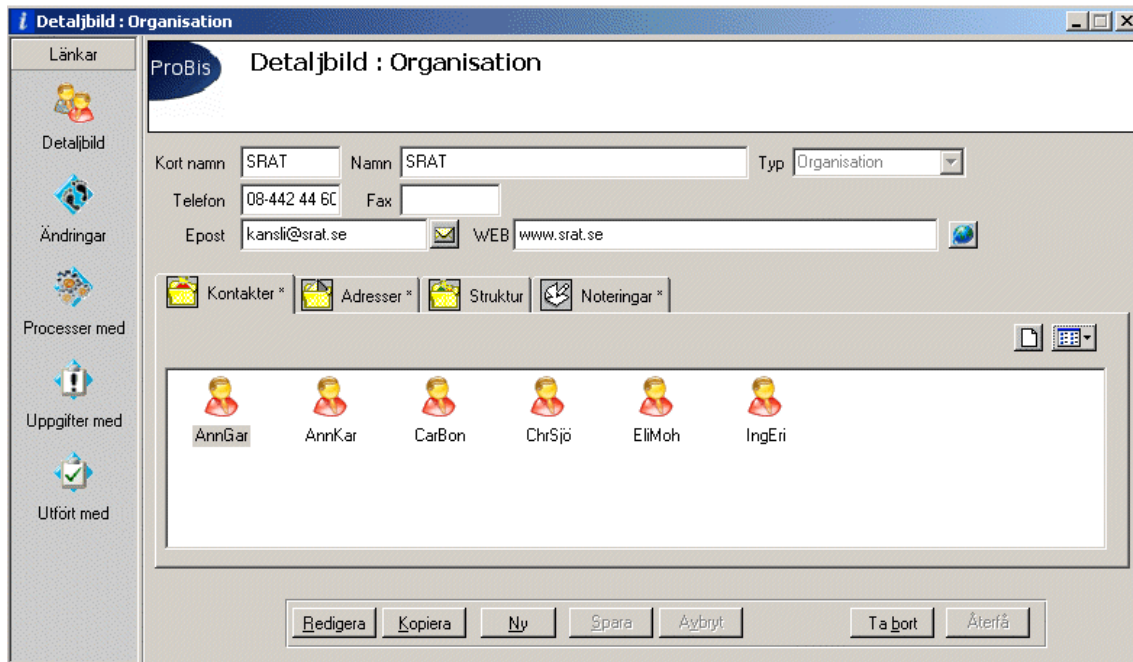 Detaljbild : Organisation
Länkar
Detaljbild
Ändringar
Processer med
Uppgifter med
Utfört med
ProBis
Detaljbild : Organisation
Kort namn SRAT Namn SRAT Typ Organisation
Telefon 08-442 44 60 Fax
Epost kansli@srat.se WEB www.srat.se
Kontakter * Adresser * Struktur Noteringar *
AnnGar AnnKar CarBon ChrSjö EliMoh IngEri
Redigera Kopiera Ny Spara Avbryt Ta bort Återfå